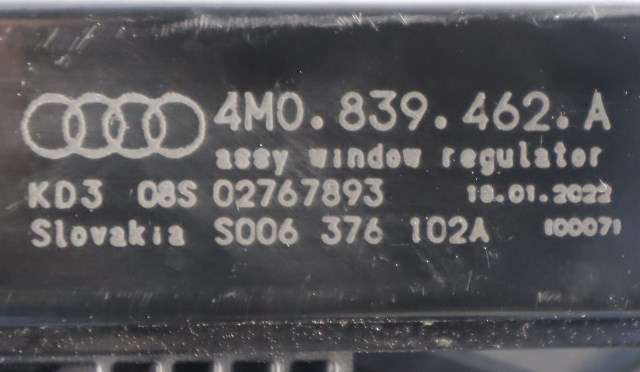 4M0.839.462.A
assy window regulator
KD3 08S 02767893 18.01.2022
Slovakia S006 376 102A 100071